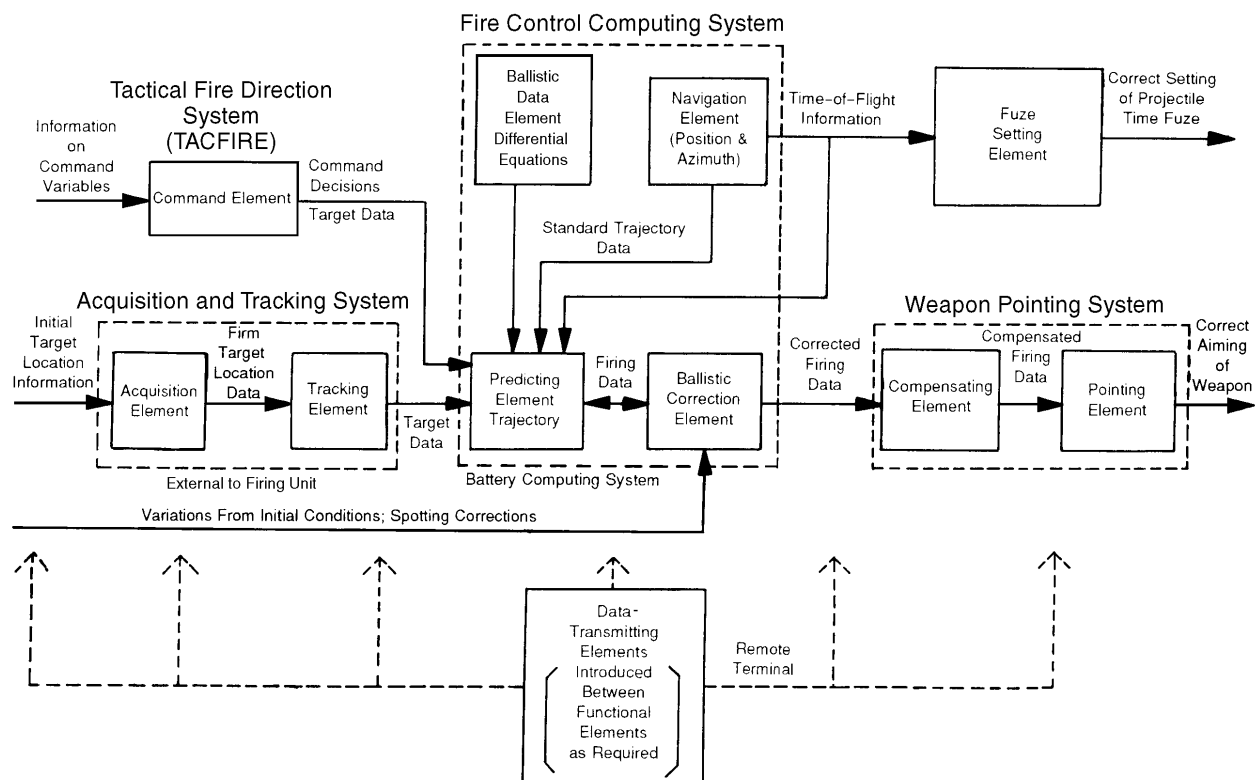 Fire Control Computing System
Tactical Fire Direction
System
(TACFIRE)
Information
on
Command
Variables
Command Element
Command
Decisions
Target Data
Ballistic
Data
Element
Differential
Equations
Navigation
Element
(Position &
Azimuth)
Time-of-Flight
Information
Fuze
Setting
Element
Correct Setting
of Projectile
Time Fuze
Standard Trajectory
Data
Acquisition and Tracking System
Initial
Target
Location
Information
Acquisition
Element
Firm
Target
Location
Data
Tracking
Element
Target
Data
External to Firing Unit
Predicting
Element
Trajectory
Firing Data
Ballistic
Correction
Element
Battery Computing System
Corrected
Firing
Data
Weapon Pointing System
Compensating
Element
Compensated
Firing
Data
Pointing
Element
Correct
Aiming
of
Weapon
Variations From Initial Conditions; Spotting Corrections
Data-
Transmitting
Elements
Introduced
Between
Functional
Elements
as Required
Remote
Terminal